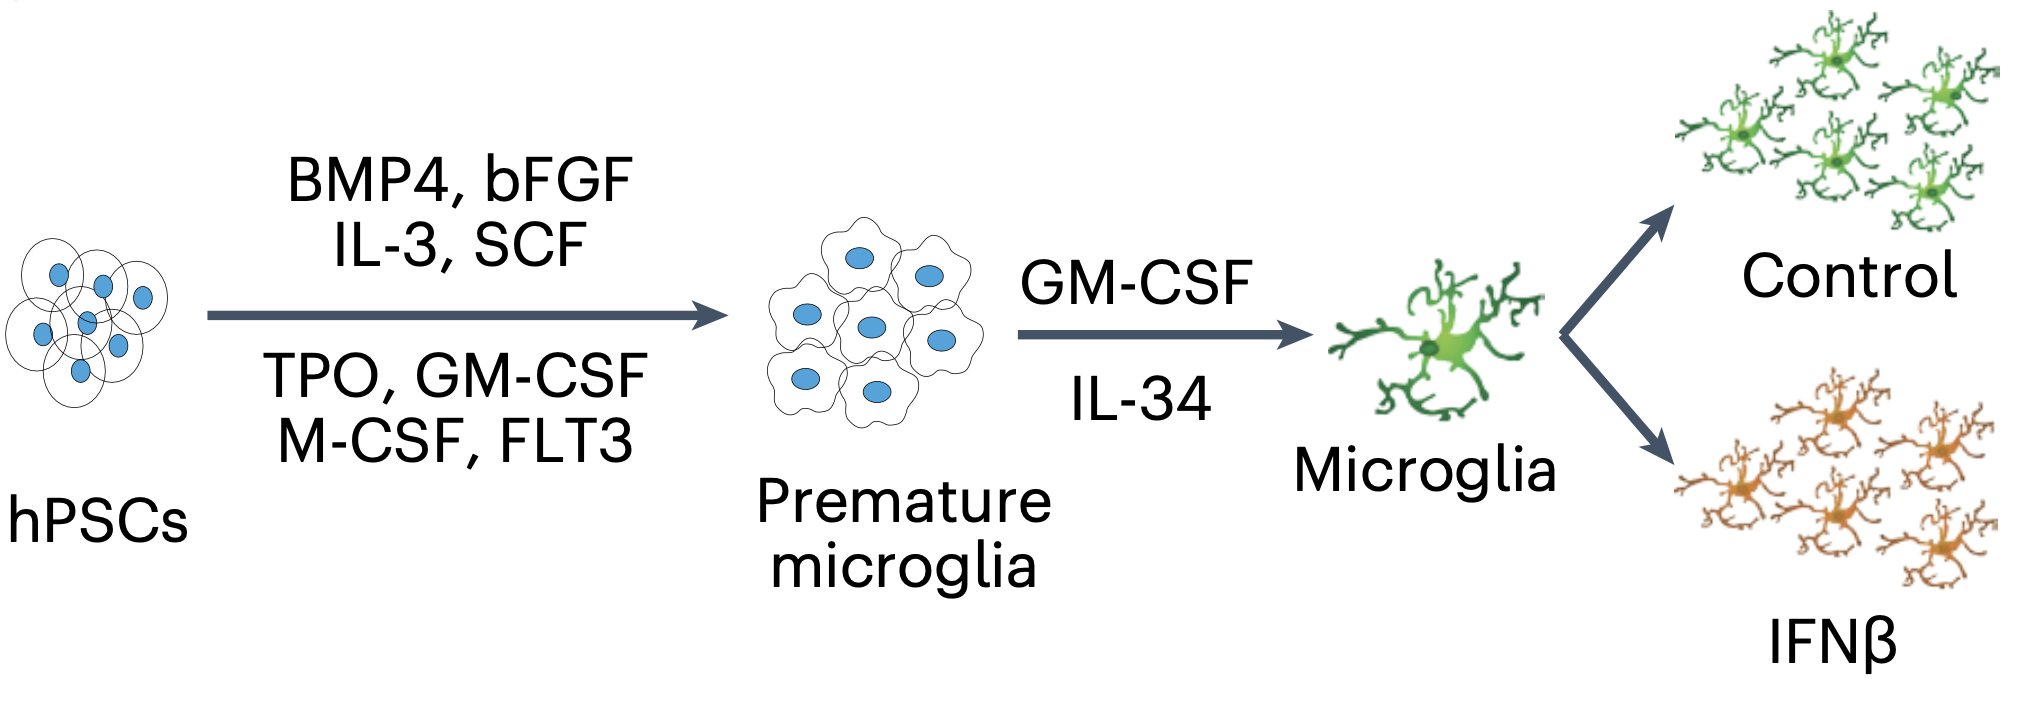 hPSCs
BMP4, bFGF
IL-3, SCF
TPO, GM-CSF
M-CSF, FLT3
Premature
microglia
GM-CSF
IL-34
Microglia
Control
IFNβ